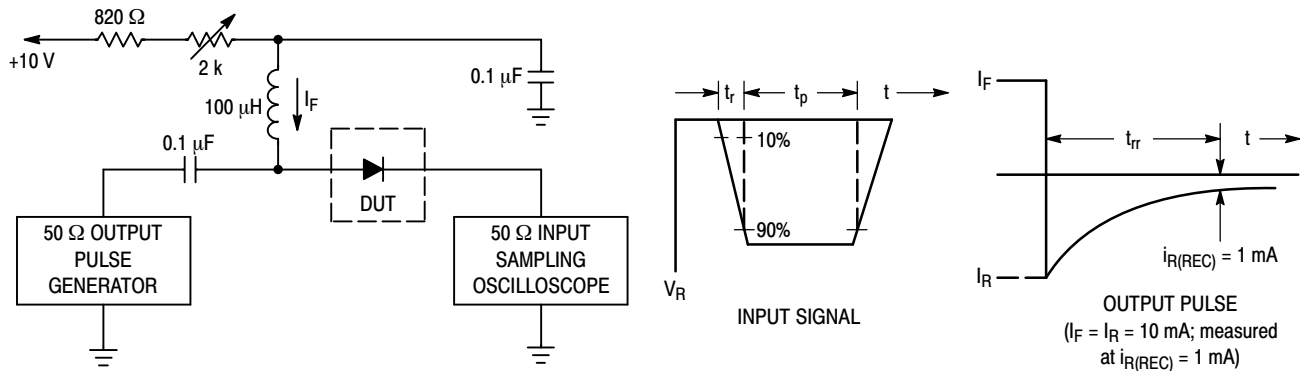 820 Ω
+10 V
2 k
100 μH
I_F
0.1 μF
0.1 μF
DUT
50 Ω OUTPUT
PULSE
GENERATOR
50 Ω INPUT
SAMPLING
OSCILLOSCOPE
t_r
t_p
t
10%
90%
V_R
INPUT SIGNAL
I_F
t_rr
t
I_R
i_R(REC) = 1 mA
OUTPUT PULSE
(I_F = I_R = 10 mA; measured
at i_R(REC) = 1 mA)